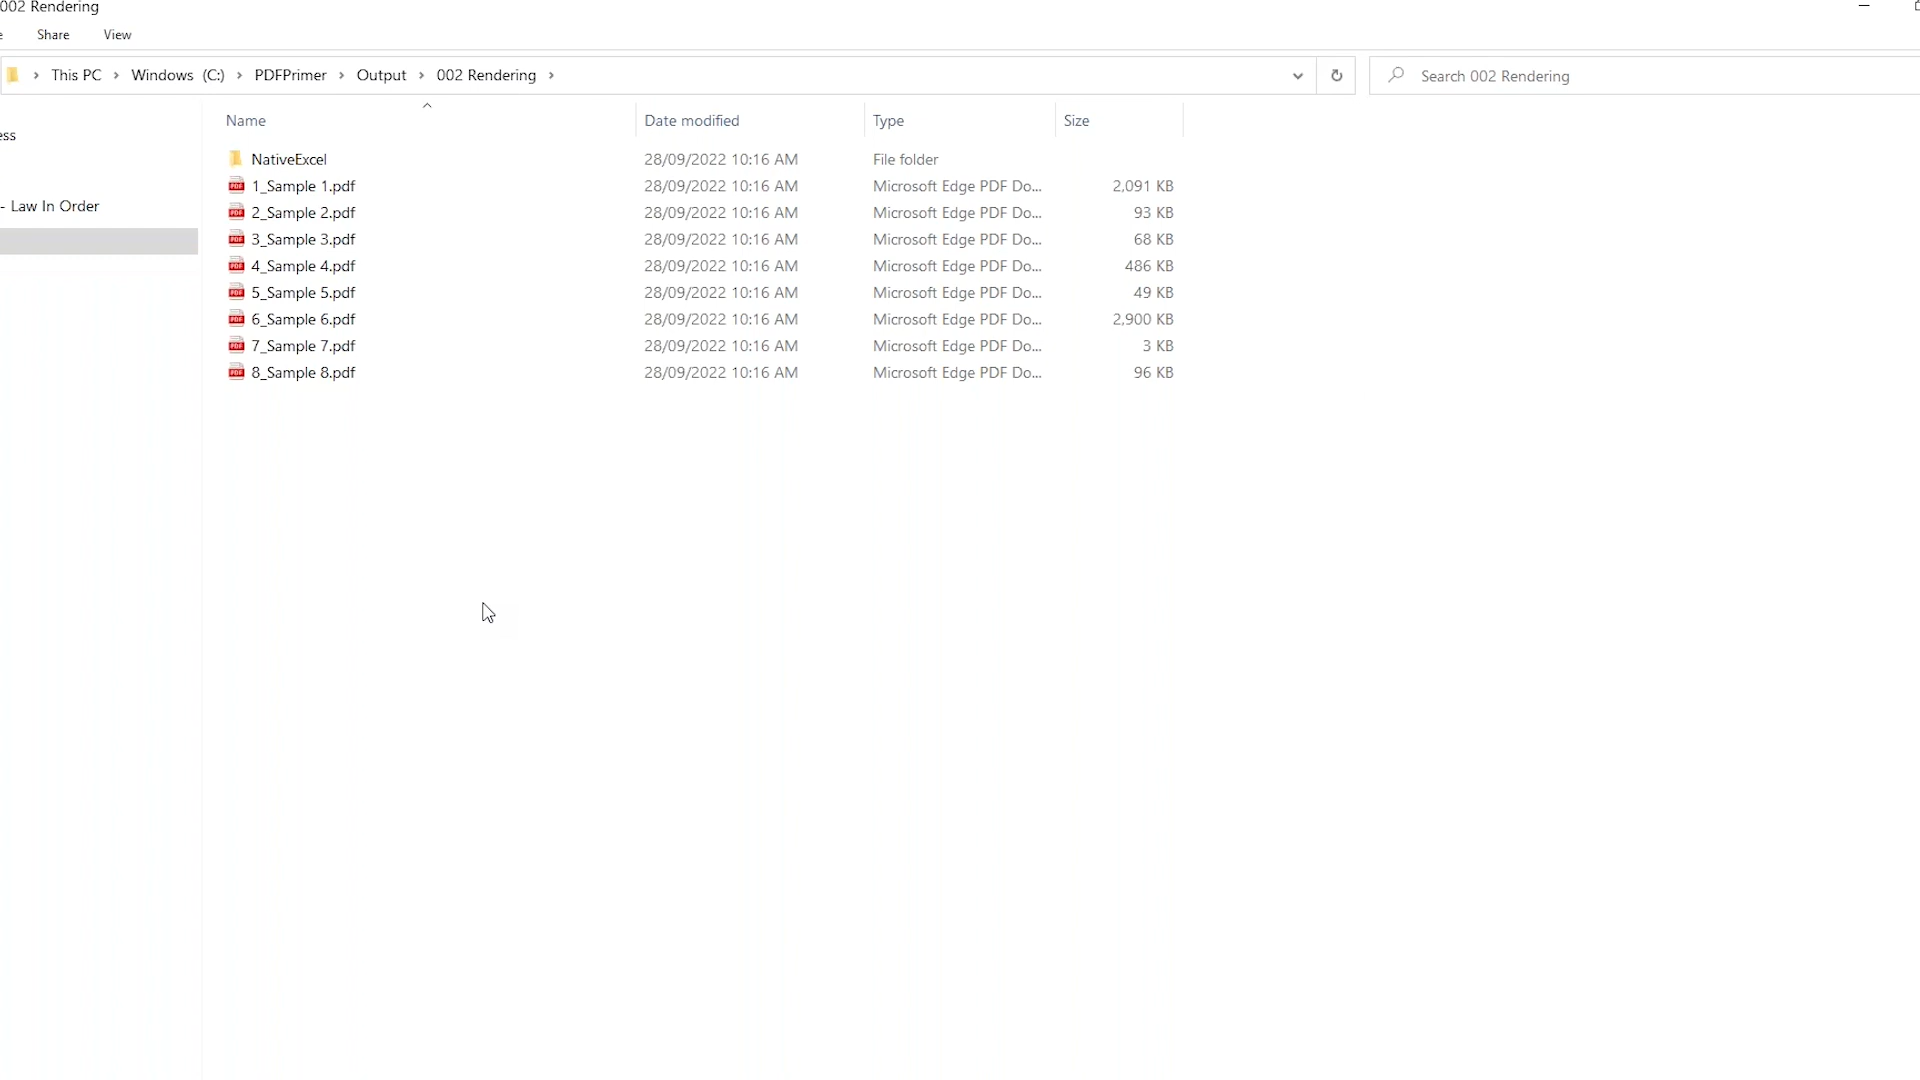 002 Rendering
Share View
This PC Windows (C:) PDFPrimer Output 002 Rendering Search 002 Rendering
Name Date modified Type Size
ess
- Law In Order
NativeExcel 28/09/2022 10:16 AM File folder
1_Sample 1.pdf 28/09/2022 10:16 AM Microsoft Edge PDF Do... 2,091 KB
2_Sample 2.pdf 28/09/2022 10:16 AM Microsoft Edge PDF Do... 93 KB
3_Sample 3.pdf 28/09/2022 10:16 AM Microsoft Edge PDF Do... 68 KB
4_Sample 4.pdf 28/09/2022 10:16 AM Microsoft Edge PDF Do... 486 KB
5_Sample 5.pdf 28/09/2022 10:16 AM Microsoft Edge PDF Do... 49 KB
6_Sample 6.pdf 28/09/2022 10:16 AM Microsoft Edge PDF Do... 2,900 KB
7_Sample 7.pdf 28/09/2022 10:16 AM Microsoft Edge PDF Do... 3 KB
8_Sample 8.pdf 28/09/2022 10:16 AM Microsoft Edge PDF Do... 96 KB